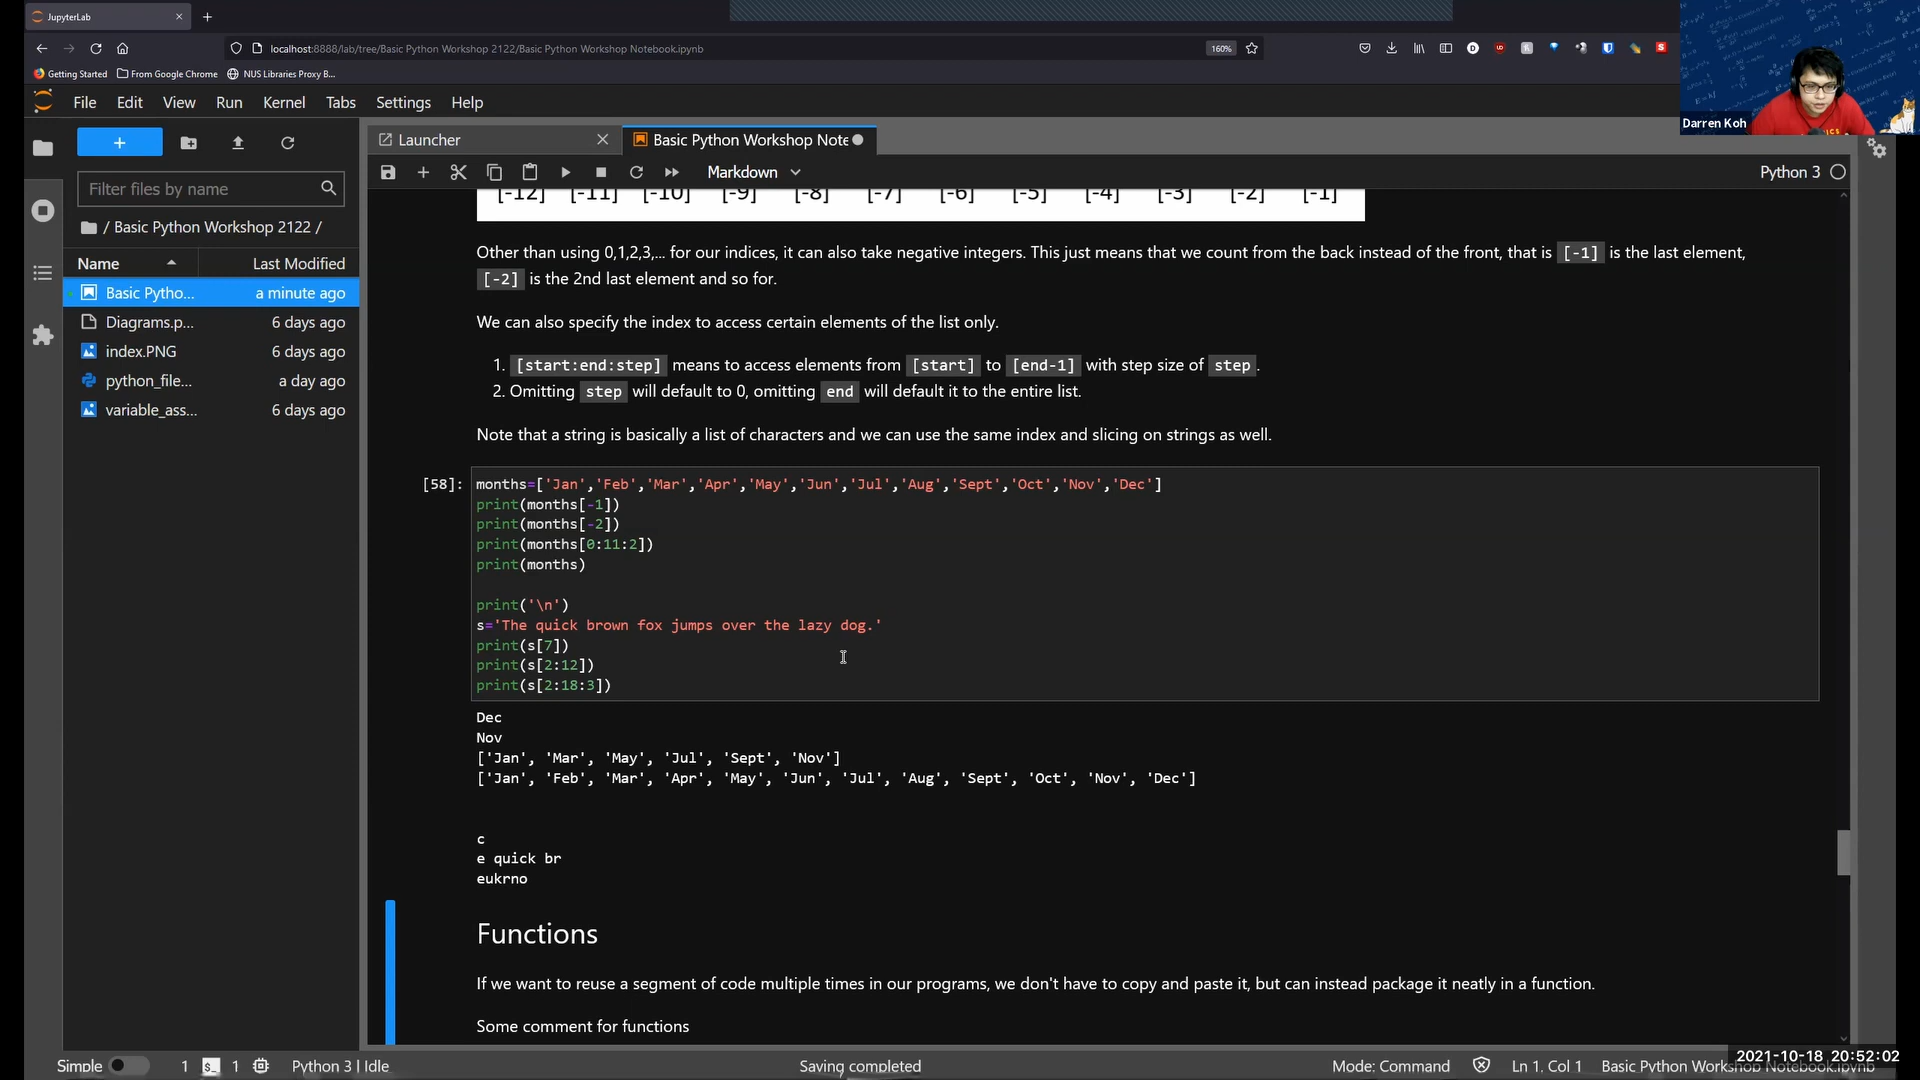 JupyterLab
localhost:8888/lab/tree/Basic Python Workshop 2122/Basic Python Workshop Notebook.ipynb
160%
Getting Started
From Google Chrome
NUS Libraries Proxy B...
Darren Koh
File Edit View Run Kernel Tabs Settings Help
Launcher
Basic Python Workshop Note
Markdown
Python 3
Filter files by name
/ Basic Python Workshop 2122 /
Name Last Modified
Basic Pytho... a minute ago
Diagrams.p... 6 days ago
index.PNG 6 days ago
python_file... a day ago
variable_ass... 6 days ago
[-12] [-11] [-10] [-9] [-8] [-7] [-6] [-5] [-4] [-3] [-2] [-1]
Other than using 0,1,2,3,... for our indices, it can also take negative integers. This just means that we count from the back instead of the front, that is [-1] is the last element,
[-2] is the 2nd last element and so for.
We can also specify the index to access certain elements of the list only.
1. [start:end:step] means to access elements from [start] to [end-1] with step size of step.
2. Omitting step will default to 0, omitting end will default it to the entire list.
Note that a string is basically a list of characters and we can use the same index and slicing on strings as well.
[58]:
months=['Jan','Feb','Mar','Apr','May','Jun','Jul','Aug','Sept','Oct','Nov','Dec']
print(months[-1])
print(months[-2])
print(months[0:11:2])
print(months)
print('\n')
s='The quick brown fox jumps over the lazy dog.'
print(s[7])
print(s[2:12])
print(s[2:18:3])
Dec
Nov
['Jan', 'Mar', 'May', 'Jul', 'Sept', 'Nov']
['Jan', 'Feb', 'Mar', 'Apr', 'May', 'Jun', 'Jul', 'Aug', 'Sept', 'Oct', 'Nov', 'Dec']
c
e quick br
eukrno
Functions
If we want to reuse a segment of code multiple times in our programs, we don't have to copy and paste it, but can instead package it neatly in a function.
Some comment for functions
Simple 1 1 Python 3 | Idle
Saving completed
Mode: Command
Ln 1, Col 1
Basic Python Workshop Notebook.ipynb
2021-10-18 20:52:02